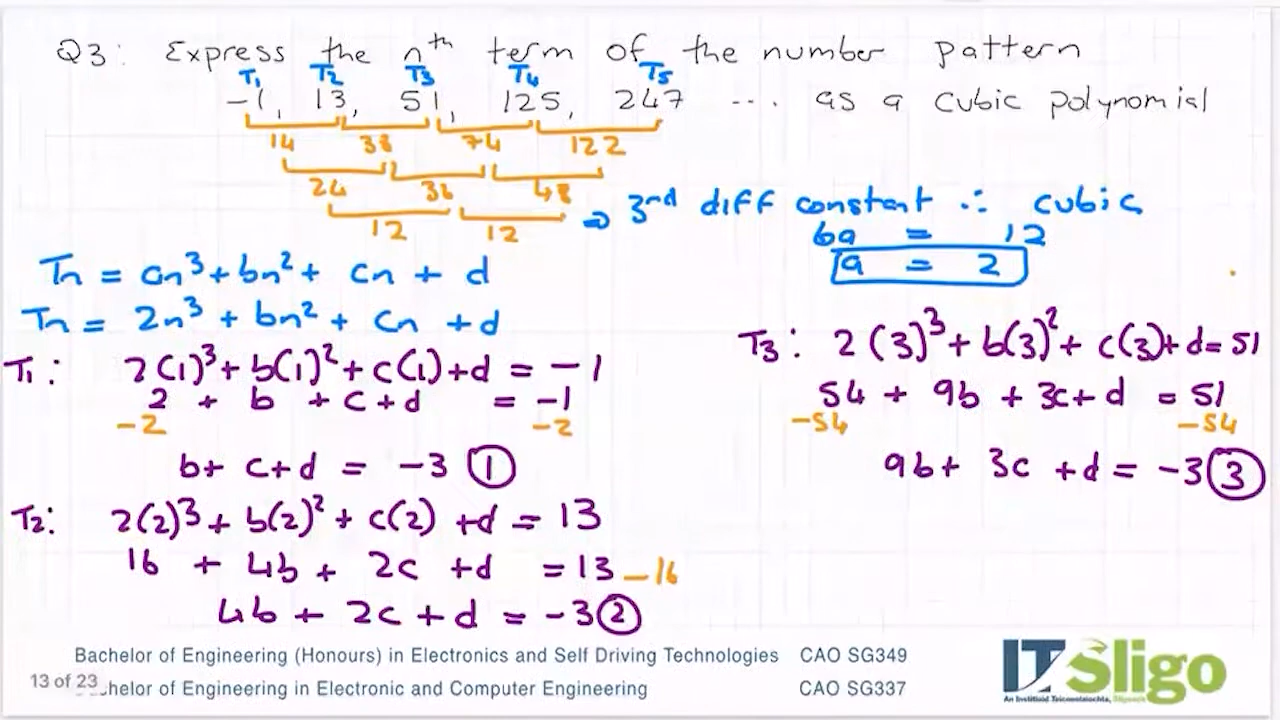 Q3: Express the nth term of the number pattern
T₁ T₂ T₃ T₄ T₅
-1, 13, 51, 125, 247 .... as a cubic polynomial
14 38 74 122
24 36 48
12 12 ⇒ 3rd diff constant ∴ cubic
6a = 12
a = 2
Tn = an³ + bn² + cn + d
Tn = 2n³ + bn² + cn + d
T₁: 2(1)³ + b(1)² + c(1) + d = -1
2 + b + c + d = -1
-2 -2
b + c + d = -3 ①
T₂: 2(2)³ + b(2)² + c(2) + d = 13
16 + 4b + 2c + d = 13 -16
4b + 2c + d = -3 ②
T₃: 2(3)³ + b(3)² + c(3) + d = 51
54 + 9b + 3c + d = 51
-54 -54
9b + 3c + d = -3 ③
Bachelor of Engineering (Honours) in Electronics and Self Driving Technologies CAO SG349
13 of 23 chelor of Engineering in Electronic and Computer Engineering CAO SG337
IT Sligo
An Institiúid Teicneolaíochta, Sligeach